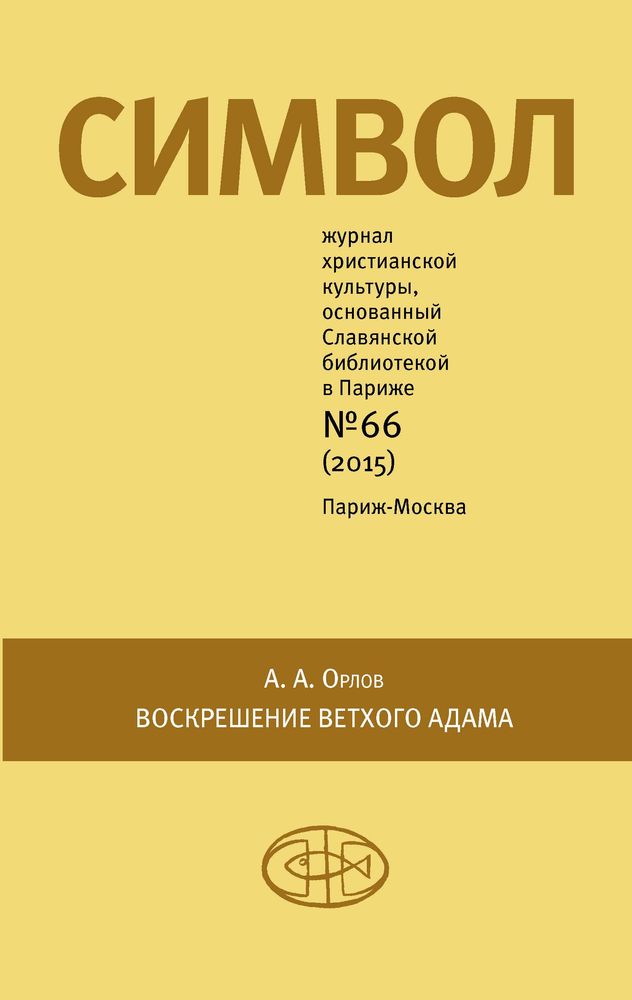 СИМВОЛ
журнал
христианской
культуры,
основанный
Славянской
библиотекой
в Париже
№66
(2015)
Париж-Москва
А. А. Орлов
ВОСКРЕШЕНИЕ ВЕТХОГО АДАМА